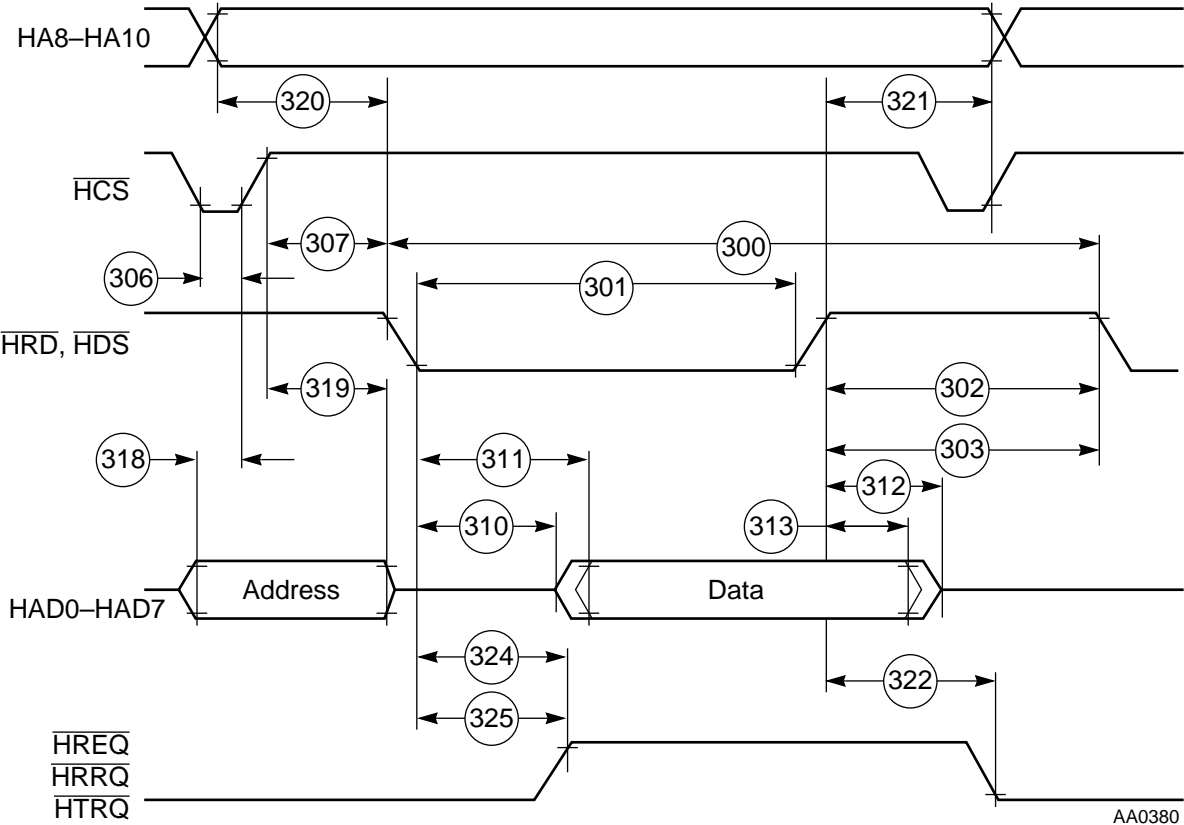 HA8–HA10
320
321
HCS
307
300
306
301
HRD, HDS
319
302
318
311
303
312
310
313
Address
Data
HAD0–HAD7
324
322
325
HREQ
HRRQ
HTRQ
AA0380